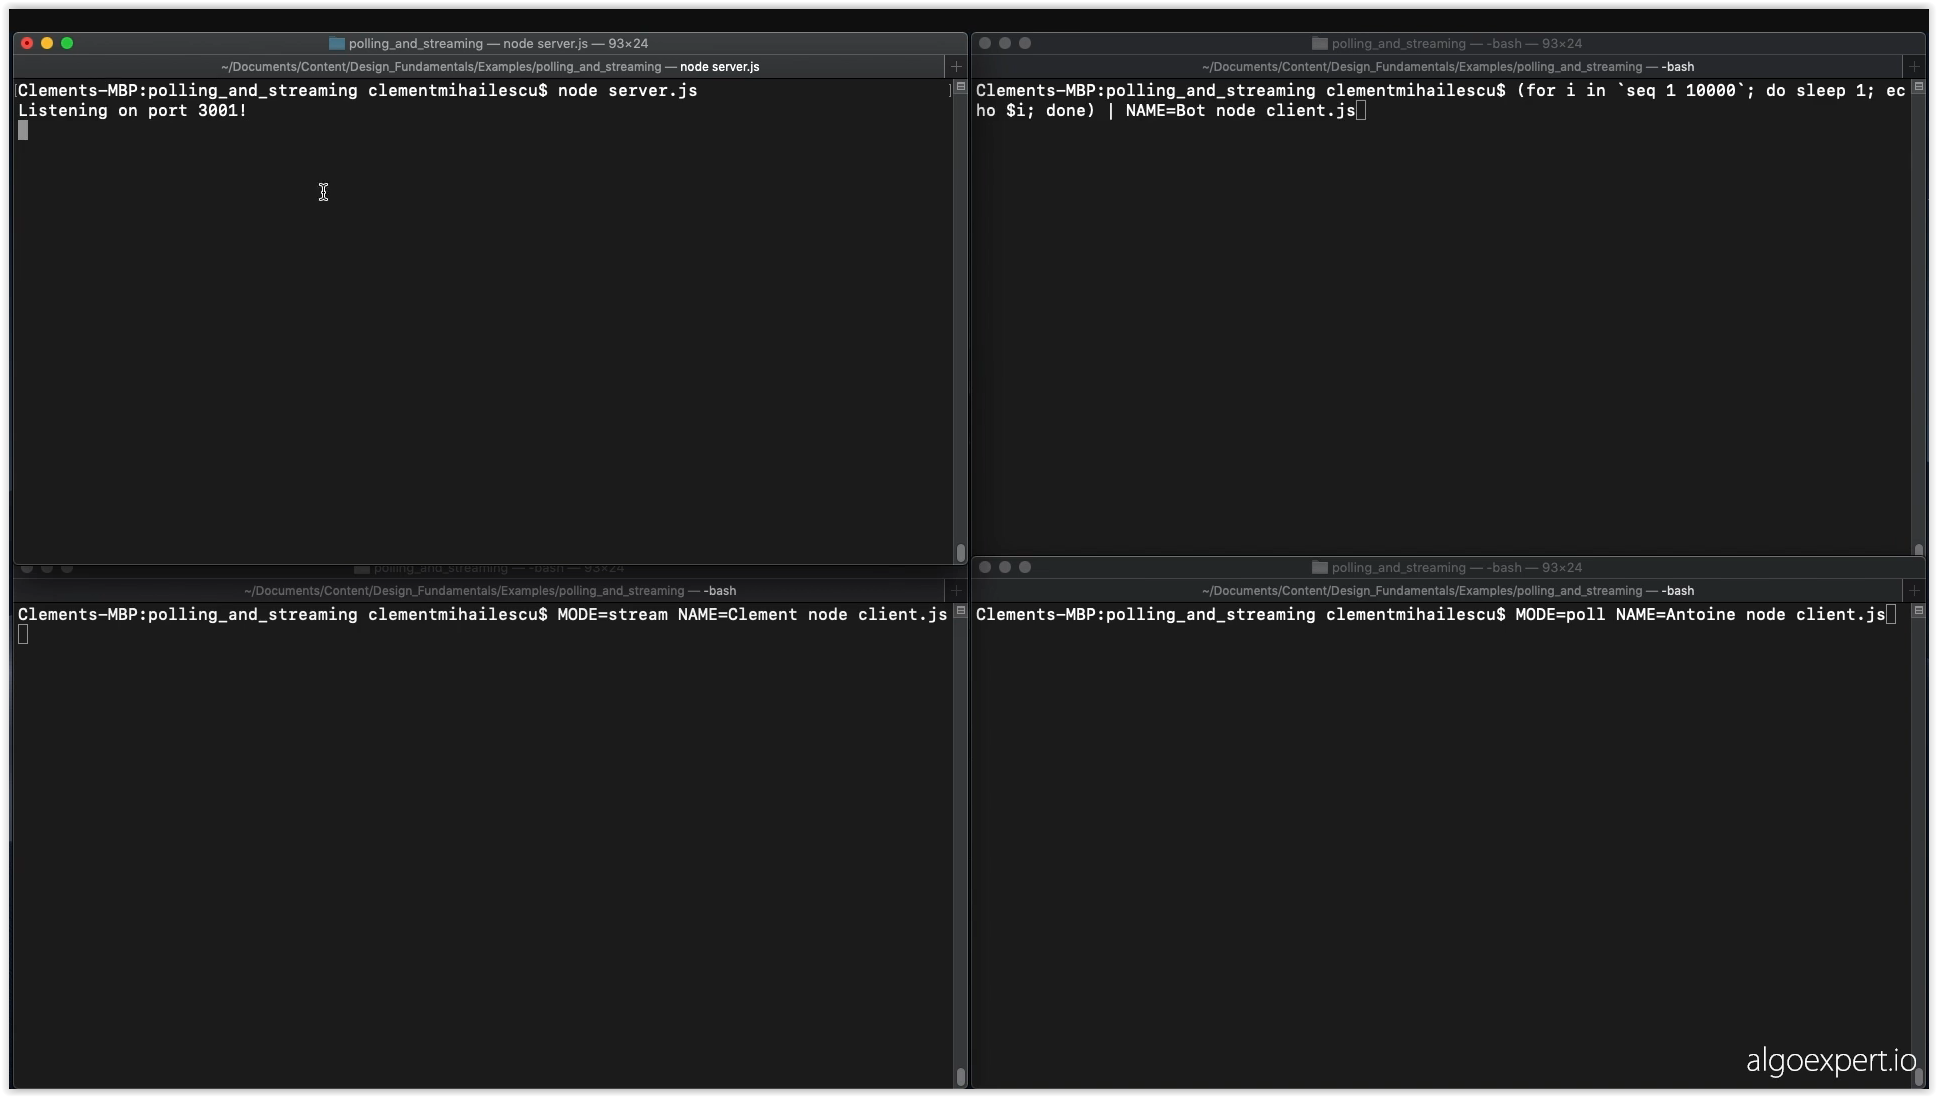 polling_and_streaming — node server.js — 93×24
~/Documents/Content/Design_Fundamentals/Examples/polling_and_streaming — node server.js
Clements-MBP:polling_and_streaming clementmihailescu$ node server.js
Listening on port 3001!
polling_and_streaming — -bash — 93×24
~/Documents/Content/Design_Fundamentals/Examples/polling_and_streaming — -bash
Clements-MBP:polling_and_streaming clementmihailescu$ (for i in `seq 1 10000`; do sleep 1; ec
ho $i; done) | NAME=Bot node client.js
polling_and_streaming — -bash — 93×24
~/Documents/Content/Design_Fundamentals/Examples/polling_and_streaming — -bash
Clements-MBP:polling_and_streaming clementmihailescu$ MODE=stream NAME=Clement node client.js
polling_and_streaming — -bash — 93×24
~/Documents/Content/Design_Fundamentals/Examples/polling_and_streaming — -bash
Clements-MBP:polling_and_streaming clementmihailescu$ MODE=poll NAME=Antoine node client.js
algoexpert.io